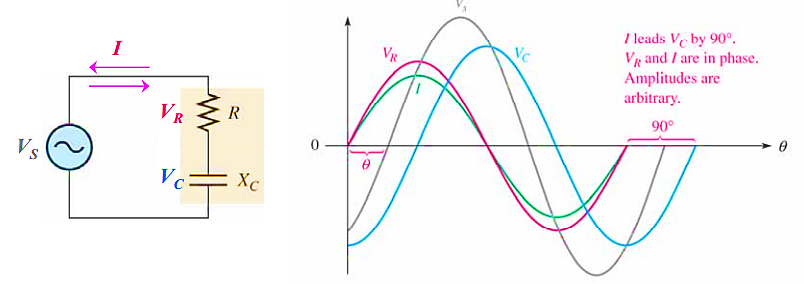 I
V_R
R
V_S
V_C
X_C
V_s
V_R
V_C
I
I leads V_C by 90°.
V_R and I are in phase.
Amplitudes are
arbitrary.
90°
0
θ
θ